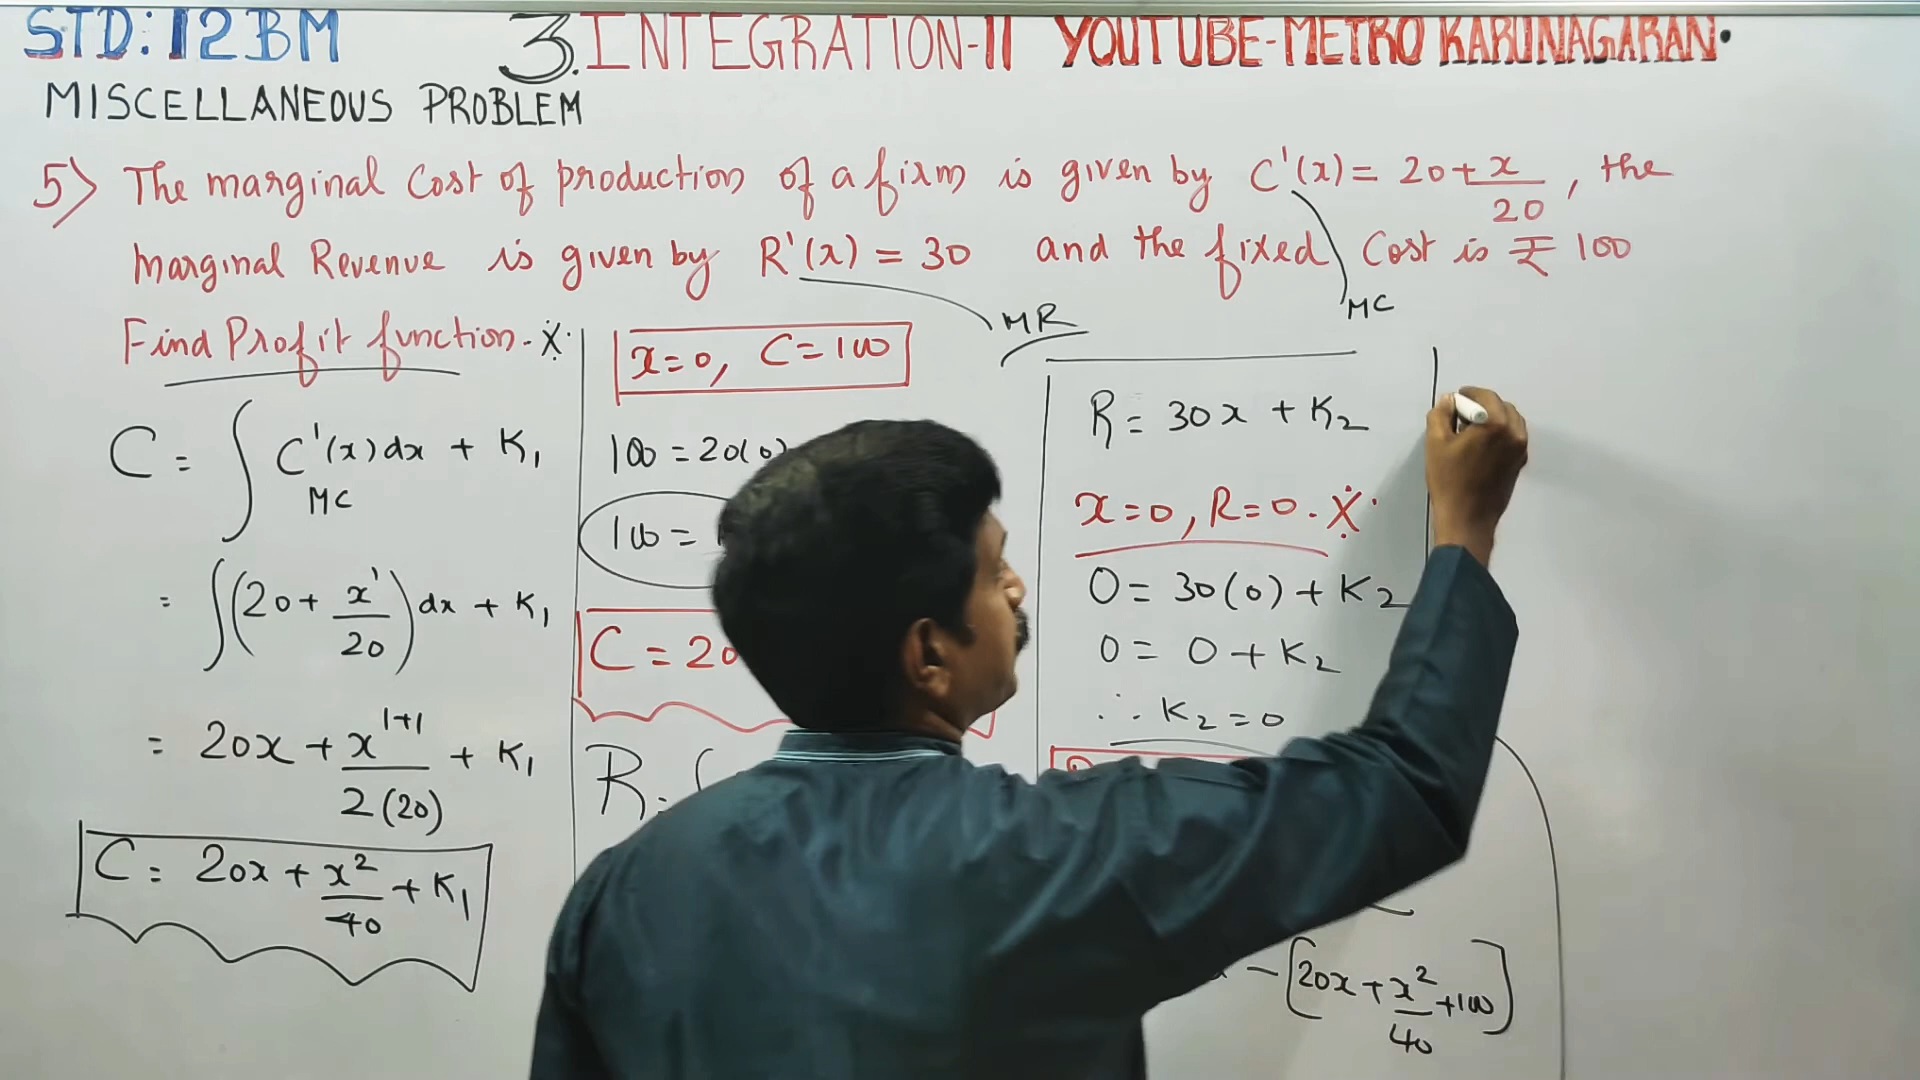 STD: 12 BM 3. INTEGRATION-II YOUTUBE-METRO KARUNAGARAN.
MISCELLANEOUS PROBLEM
5) The marginal Cost of production of a firm is given by C'(x) = 20 + x/20, the
Marginal Revenue is given by R'(x) = 30 and the fixed Cost is ₹ 100
MR
MC
Find Profit function.
C = ∫ C'(x) dx + K₁
MC
= ∫(20 + x¹/20) dx + K₁
= 20x + x¹⁺¹/2(20) + K₁
C = 20x + x²/40 + K₁
x = 0, C = 100
100 = 20(0)
100 =
C = 20
R =
R = 30x + K₂
x = 0, R = 0.
0 = 30(0) + K₂
0 = 0 + K₂
∴ K₂ = 0
- [20x + x²/40 + 100]